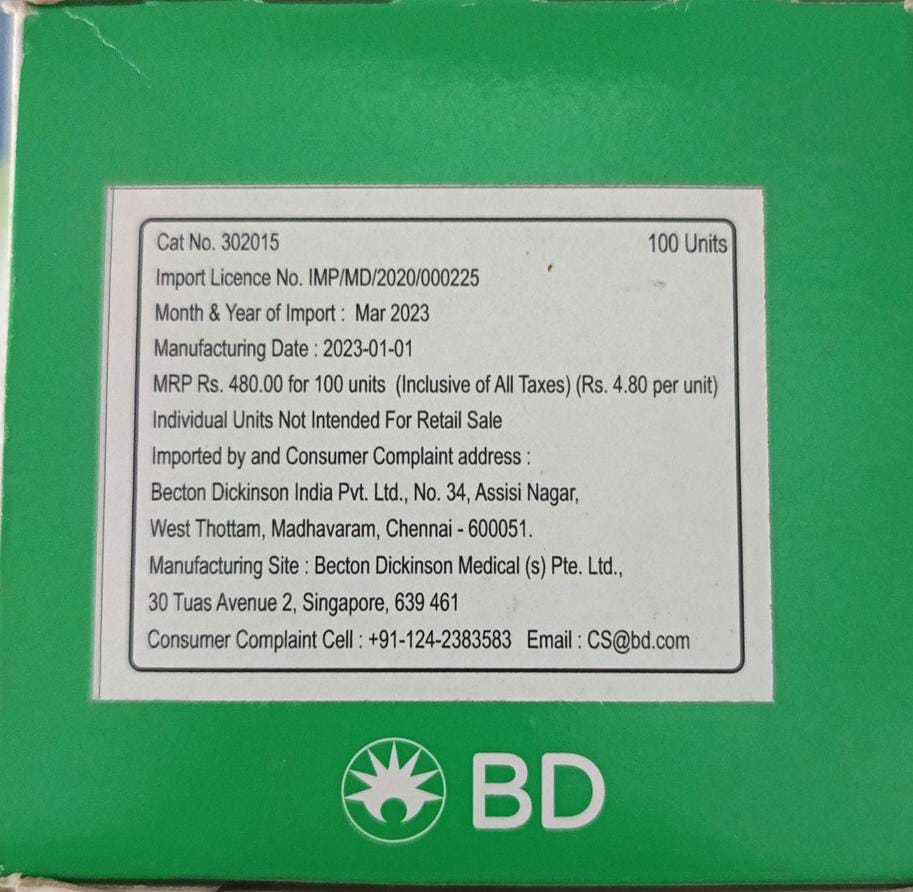 Cat No. 302015 100 Units
Import Licence No. IMP/MD/2020/000225
Month & Year of Import : Mar 2023
Manufacturing Date : 2023-01-01
MRP Rs. 480.00 for 100 units (Inclusive of All Taxes) (Rs. 4.80 per unit)
Individual Units Not Intended For Retail Sale
Imported by and Consumer Complaint address :
Becton Dickinson India Pvt. Ltd., No. 34, Assisi Nagar,
West Thottam, Madhavaram, Chennai - 600051.
Manufacturing Site : Becton Dickinson Medical (s) Pte. Ltd.,
30 Tuas Avenue 2, Singapore, 639 461
Consumer Complaint Cell : +91-124-2383583 Email : CS@bd.com
BD